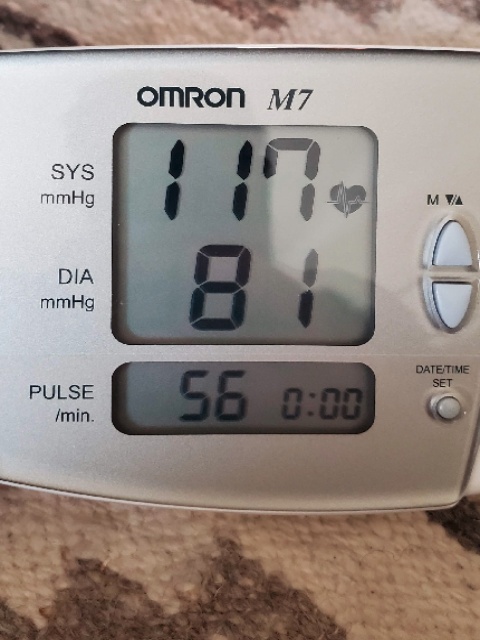 OMRON M7
SYS
mmHg
117
M
DIA
mmHg
81
DATE/TIME
SET
PULSE
/min.
56 0:00